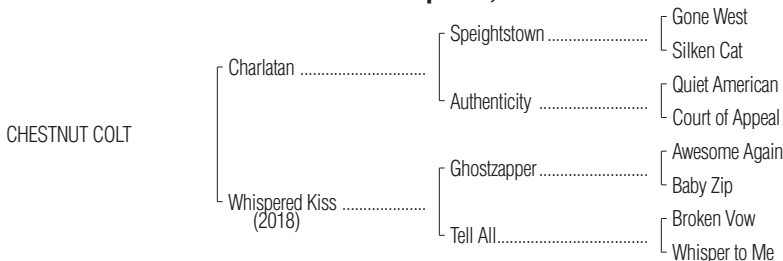 Gone West
Speightstown
Silken Cat
Charlatan
Quiet American
Authenticity
Court of Appeal
CHESTNUT COLT
Awesome Again
Ghostzapper
Baby Zip
Whispered Kiss
(2018)
Broken Vow
Tell All
Whisper to Me